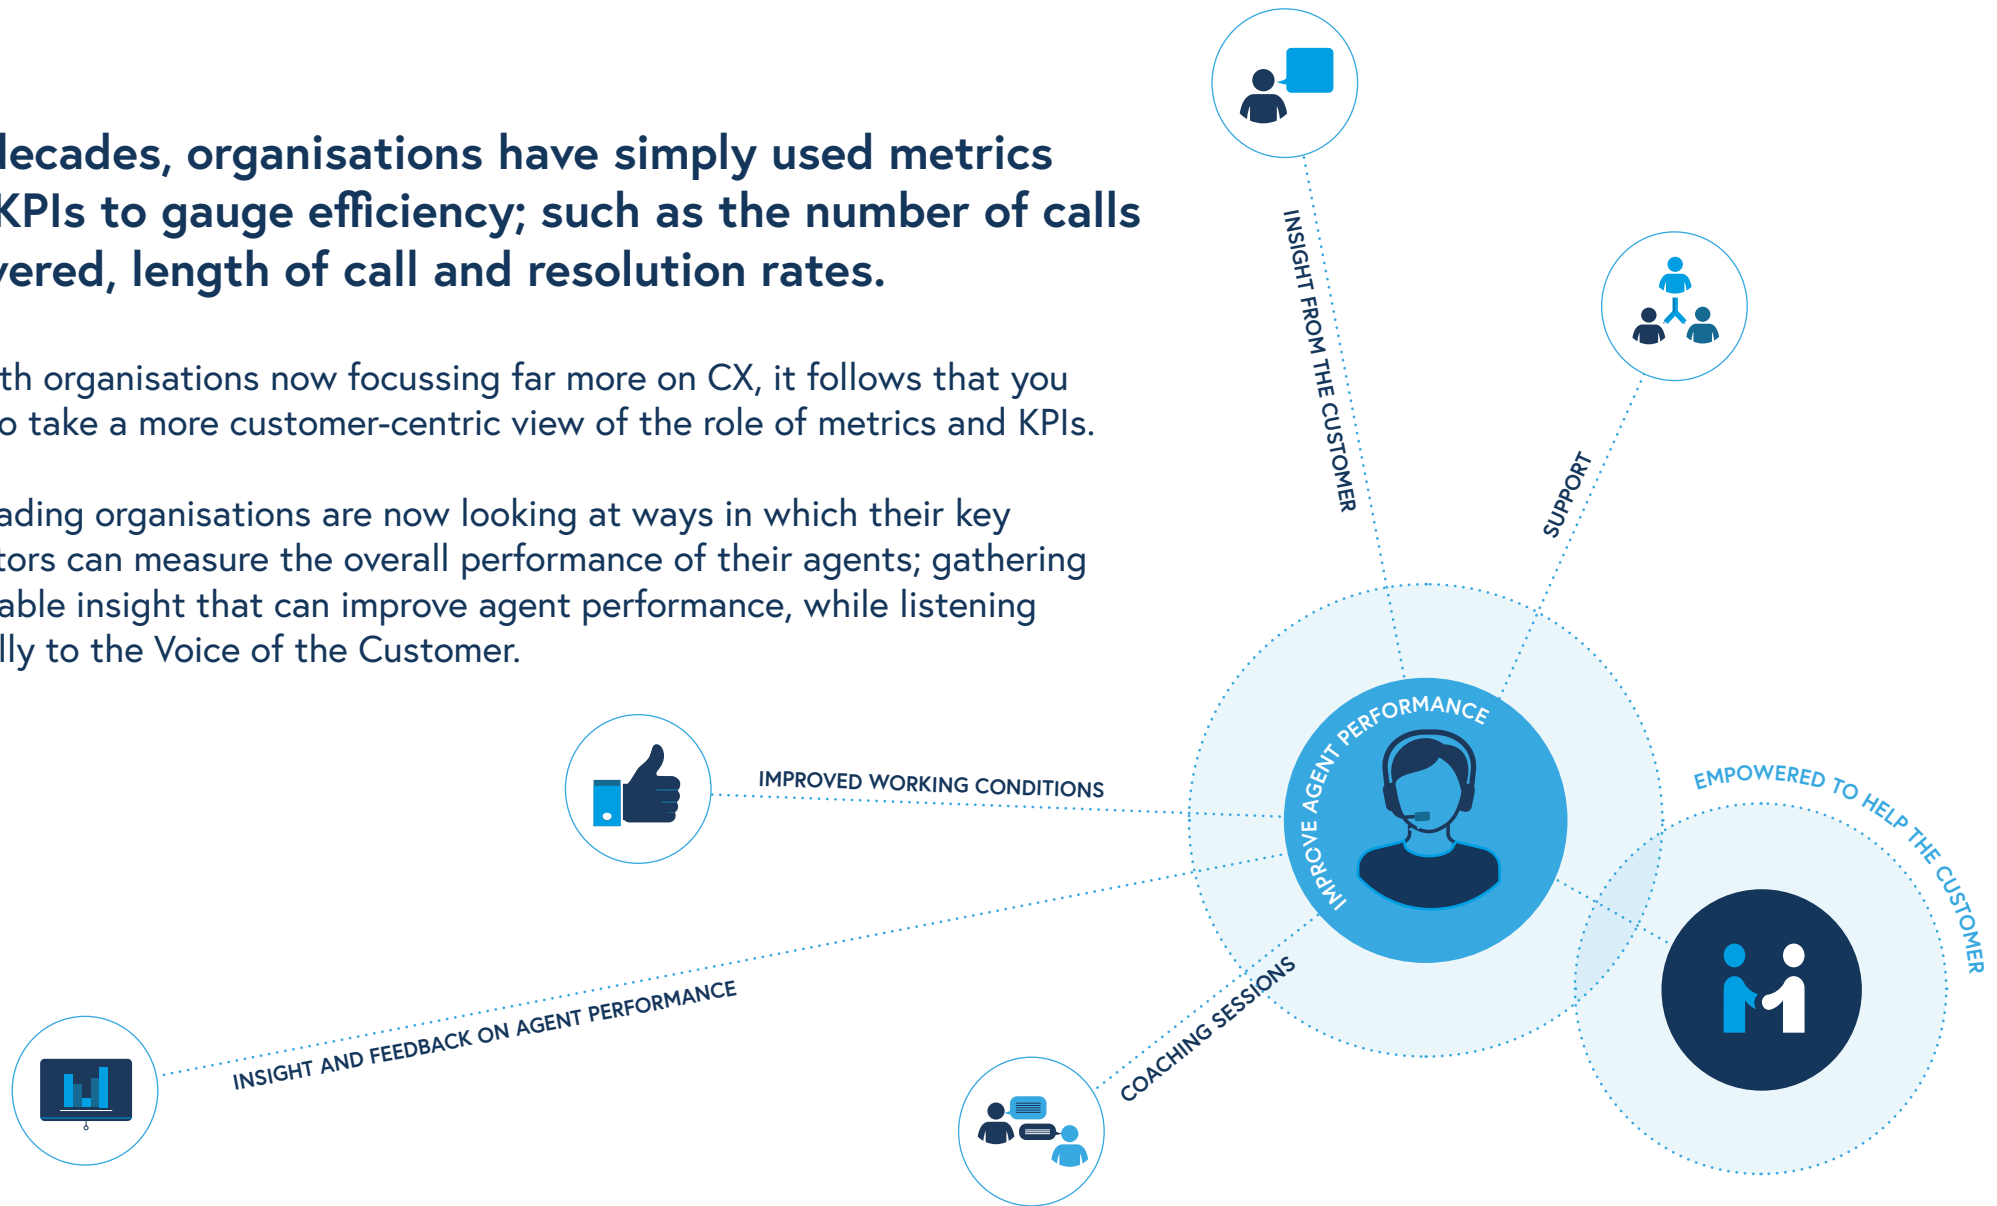 decades, organisations have simply used metrics
KPIs to gauge efficiency; such as the number of calls
vered, length of call and resolution rates.
th organisations now focussing far more on CX, it follows that you
o take a more customer-centric view of the role of metrics and KPIs.
ading organisations are now looking at ways in which their key
tors can measure the overall performance of their agents; gathering
able insight that can improve agent performance, while listening
lly to the Voice of the Customer.
INSIGHT FROM THE CUSTOMER
SUPPORT
IMPROVED WORKING CONDITIONS
IMPROVE AGENT PERFORMANCE
EMPOWERED TO HELP THE CUSTOMER
INSIGHT AND FEEDBACK ON AGENT PERFORMANCE
COACHING SESSIONS